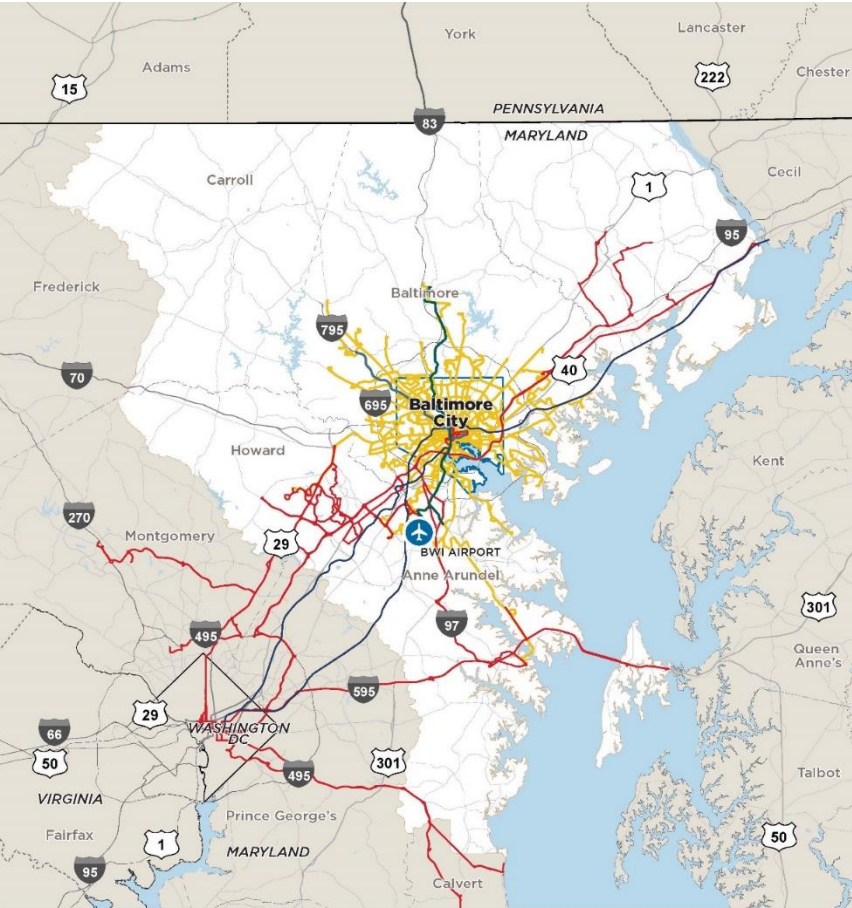 York
Lancaster
Adams
15
222
Chester
PENNSYLVANIA
83
MARYLAND
Cecil
Carroll
1
95
Frederick
Baltimore
795
40
70
695
Baltimore
City
Howard
Kent
270
29
Montgomery
BWI AIRPORT
Anne Arundel
301
97
495
Queen
Anne's
595
29
WASHINGTON
DC
66
50
301
495
Talbot
VIRGINIA
Prince George's
Fairfax
1
MARYLAND
50
95
Calvert